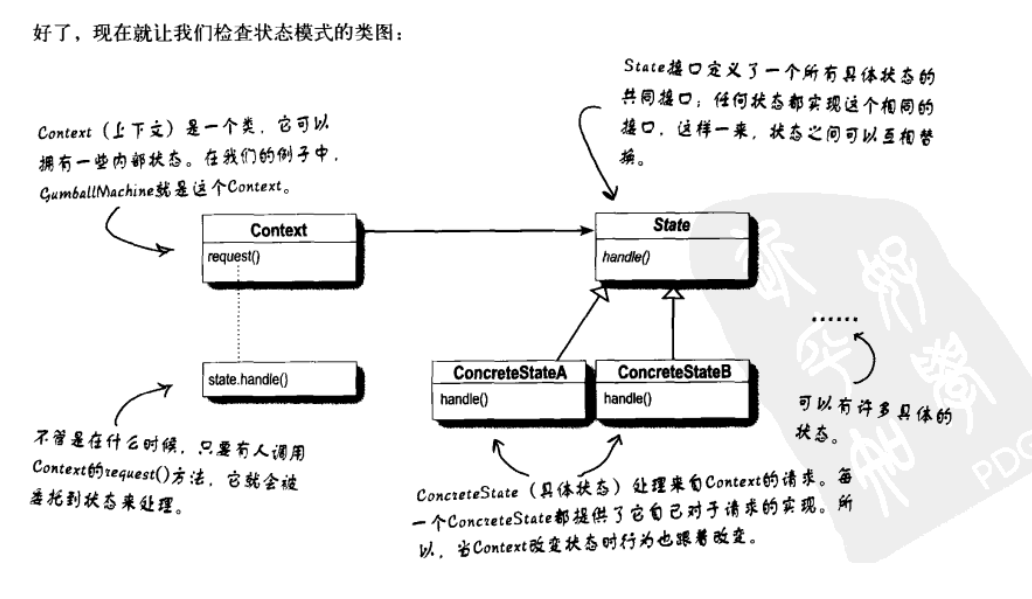 好了，现在就让我们检查状态模式的类图：
State接口定义了一个所有具体状态的
共同接口；任何状态都实现这个相同的
接口，这样一来，状态之间可以互相替
换。
Context（上下文）是一个类，它可以
拥有一些内部状态。在我们的例子中，
GumballMachine就是这个Context。
Context
request()
State
handle()
......
state.handle()
ConcreteStateA
handle()
ConcreteStateB
handle()
可以有许多具体的
状态。
不管是在什么时候，只要有人调用
Context的request()方法，它就会被
委托到状态来处理。
ConcreteState（具体状态）处理来自Context的请求。每
一个ConcreteState都提供了它自己对于请求的实现。所
以，当Context改变状态时行为也跟着改变。
PDG